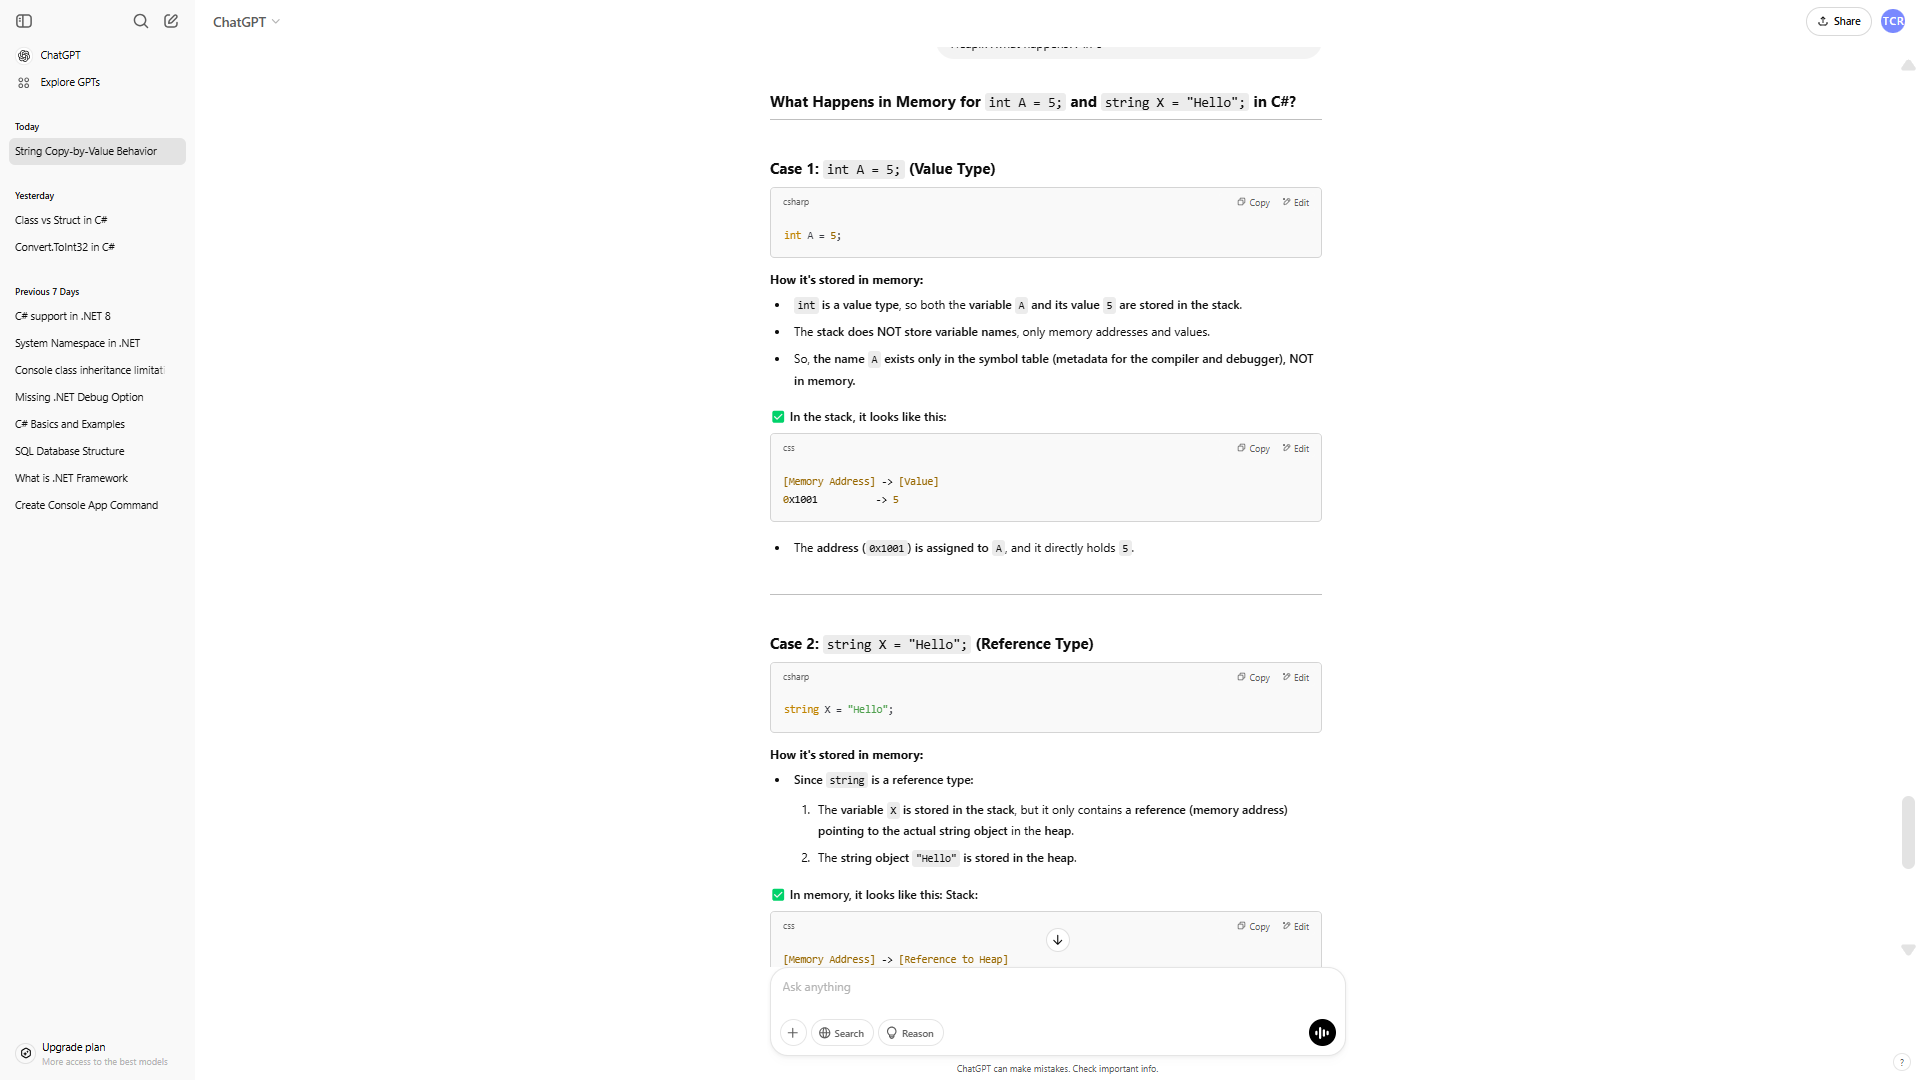 ChatGPT
Share
TCR
ChatGPT
Explore GPTs
Today
String Copy-by-Value Behavior
Yesterday
Class vs Struct in C#
Convert.ToInt32 in C#
Previous 7 Days
C# support in .NET 8
System Namespace in .NET
Console class inheritance limitati
Missing .NET Debug Option
C# Basics and Examples
SQL Database Structure
What is .NET Framework
Create Console App Command
Upgrade plan
More access to the best models
What Happens in Memory for int A = 5; and string X = "Hello"; in C#?
Case 1: int A = 5; (Value Type)
csharp Copy Edit
int A = 5;
How it's stored in memory:
• int is a value type, so both the variable A and its value 5 are stored in the stack.
• The stack does NOT store variable names, only memory addresses and values.
• So, the name A exists only in the symbol table (metadata for the compiler and debugger), NOT
in memory.
✅ In the stack, it looks like this:
css Copy Edit
[Memory Address] -> [Value]
0x1001 -> 5
• The address (0x1001) is assigned to A, and it directly holds 5.
Case 2: string X = "Hello"; (Reference Type)
csharp Copy Edit
string X = "Hello";
How it's stored in memory:
• Since string is a reference type:
1. The variable X is stored in the stack, but it only contains a reference (memory address)
pointing to the actual string object in the heap.
2. The string object "Hello" is stored in the heap.
✅ In memory, it looks like this: Stack:
css Copy Edit
[Memory Address] -> [Reference to Heap]
Ask anything
Search
Reason
ChatGPT can make mistakes. Check important info.
?